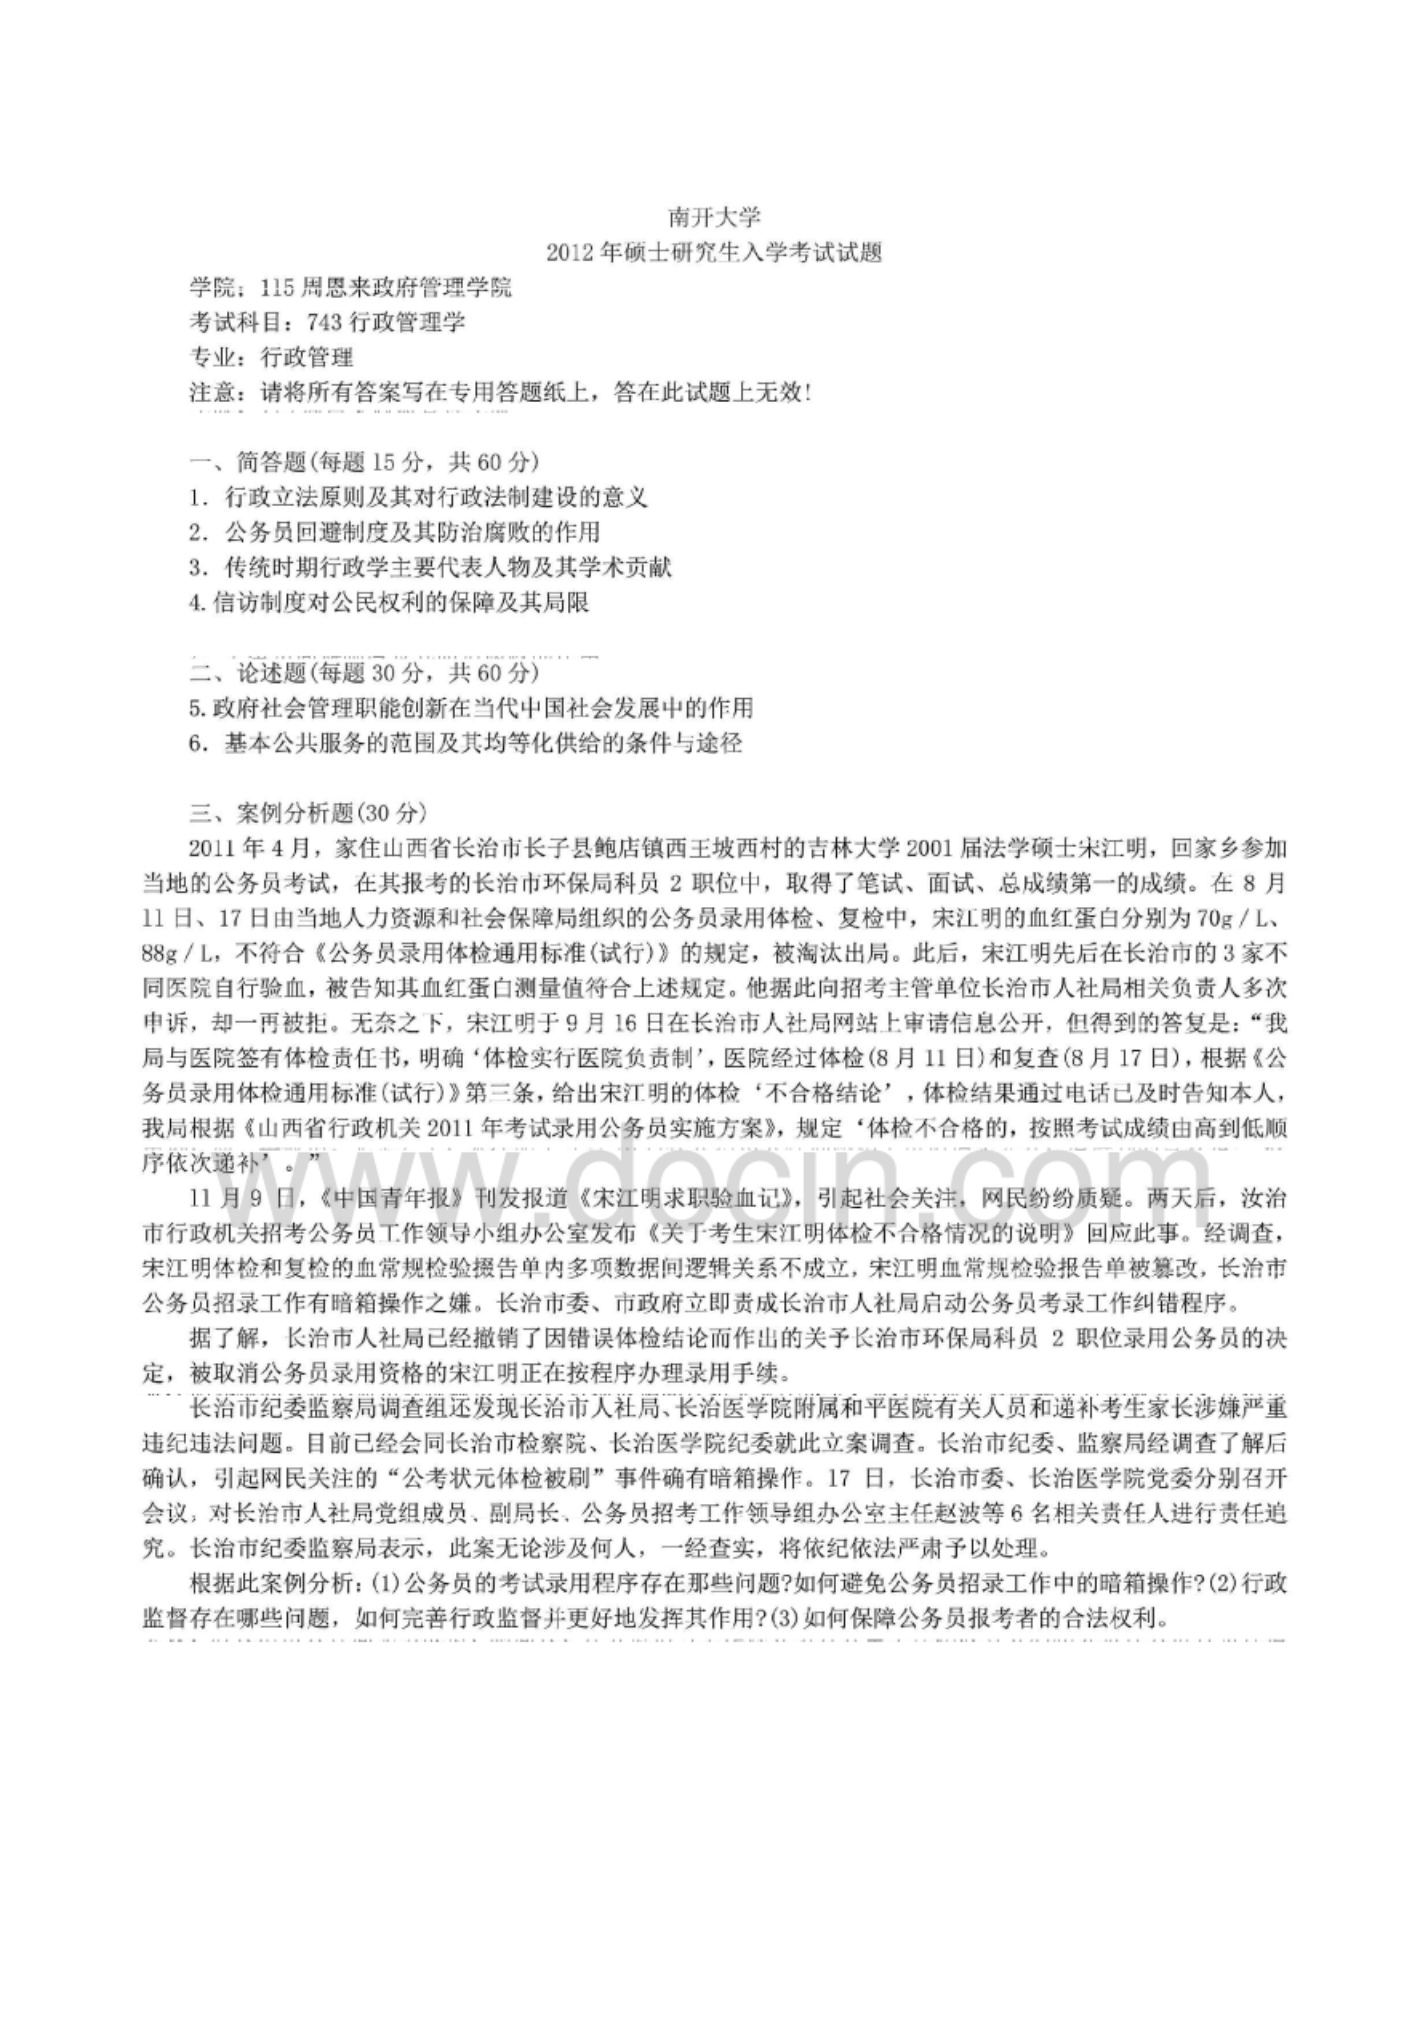 南开大学
2012 年硕士研究生入学考试试题
学院：115 周恩来政府管理学院
考试科目：743 行政管理学
专业：行政管理
注意：请将所有答案写在专用答题纸上，答在此试题上无效!
一、简答题(每题 15 分，共 60 分)
1．行政立法原则及其对行政法制建设的意义
2．公务员回避制度及其防治腐败的作用
3．传统时期行政学主要代表人物及其学术贡献
4.信访制度对公民权利的保障及其局限
二、论述题(每题 30 分，共 60 分)
5.政府社会管理职能创新在当代中国社会发展中的作用
6．基本公共服务的范围及其均等化供给的条件与途径
三、案例分析题(30 分)
2011 年 4 月，家住山西省长治市长子县鲍店镇西王坡西村的吉林大学 2001 届法学硕士宋江明，回家乡参加
当地的公务员考试，在其报考的长治市环保局科员 2 职位中，取得了笔试、面试、总成绩第一的成绩。在 8 月
11 日、17 日由当地人力资源和社会保障局组织的公务员录用体检、复检中，宋江明的血红蛋白分别为 70g／L、
88g／L，不符合《公务员录用体检通用标准(试行)》的规定，被淘汰出局。此后，宋江明先后在长治市的 3 家不
同医院自行验血，被告知其血红蛋白测量值符合上述规定。他据此向招考主管单位长治市人社局相关负责人多次
申诉，却一再被拒。无奈之下，宋江明于 9 月 16 日在长治市人社局网站上审请信息公开，但得到的答复是：“我
局与医院签有体检责任书，明确‘体检实行医院负责制’，医院经过体检(8 月 11 日)和复查(8 月 17 日)，根据《公
务员录用体检通用标准(试行)》第三条，给出宋江明的体检‘不合格结论’，体检结果通过电话已及时告知本人，
我局根据《山西省行政机关 2011 年考试录用公务员实施方案》，规定‘体检不合格的，按照考试成绩由高到低顺
序依次递补’。”
11 月 9 日，《中国青年报》刊发报道《宋江明求职验血记》，引起社会关注，网民纷纷质疑。两天后，汝治
市行政机关招考公务员工作领导小组办公室发布《关于考生宋江明体检不合格情况的说明》回应此事。经调查，
宋江明体检和复检的血常规检验掇告单内多项数据间逻辑关系不成立，宋江明血常规检验报告单被篡改，长治市
公务员招录工作有暗箱操作之嫌。长治市委、市政府立即责成长治市人社局启动公务员考录工作纠错程序。
据了解，长治市人社局已经撤销了因错误体检结论而作出的关予长治市环保局科员 2 职位录用公务员的决
定，被取消公务员录用资格的宋江明正在按程序办理录用手续。
长治市纪委监察局调查组还发现长治市人社局、长治医学院附属和平医院有关人员和递补考生家长涉嫌严重
违纪违法问题。目前已经会同长治市检察院、长治医学院纪委就此立案调查。长治市纪委、监察局经调查了解后
确认，引起网民关注的“公考状元体检被刷”事件确有暗箱操作。17 日，长治市委、长治医学院党委分别召开
会议，对长治市人社局党组成员、副局长、公务员招考工作领导组办公室主任赵波等 6 名相关责任人进行责任追
究。长治市纪委监察局表示，此案无论涉及何人，一经查实，将依纪依法严肃予以处理。
根据此案例分析：(1)公务员的考试录用程序存在那些问题?如何避免公务员招录工作中的暗箱操作?(2)行政
监督存在哪些问题，如何完善行政监督并更好地发挥其作用?(3)如何保障公务员报考者的合法权利。
www.docin.com